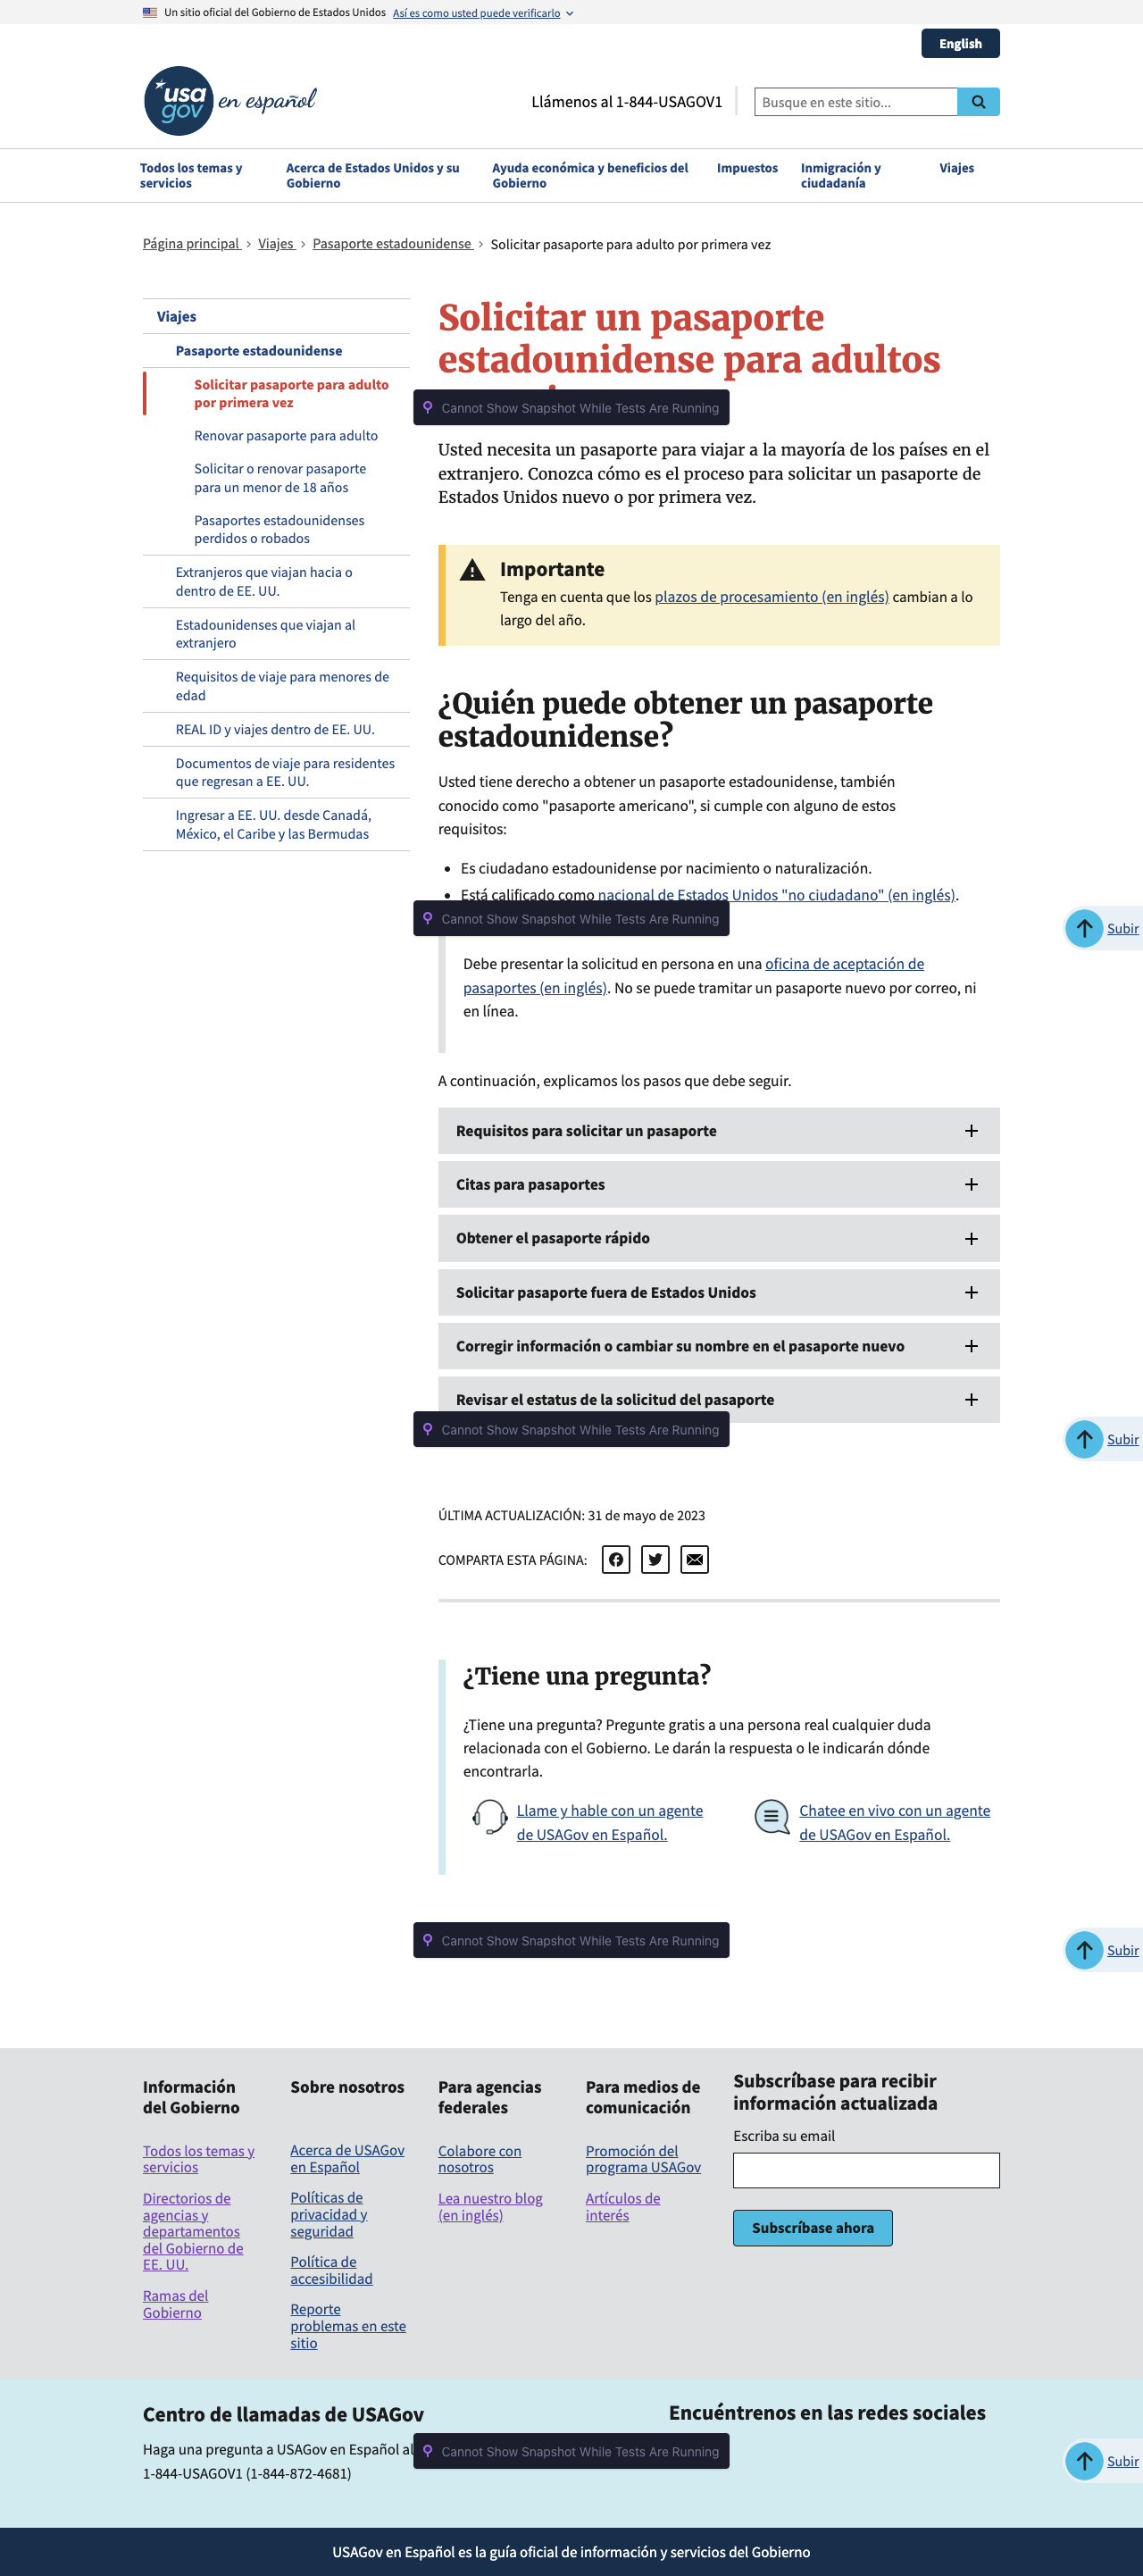 Un sitio oficial del Gobierno de Estados Unidos Así es como usted puede verificarlo
English
usa gov en español
Llámenos al 1-844-USAGOV1
Busque en este sitio...
Todos los temas y servicios
Acerca de Estados Unidos y su Gobierno
Ayuda económica y beneficios del Gobierno
Impuestos
Inmigración y ciudadanía
Viajes
Página principal > Viajes > Pasaporte estadounidense > Solicitar pasaporte para adulto por primera vez
Viajes
Pasaporte estadounidense
Solicitar pasaporte para adulto
por primera vez
Renovar pasaporte para adulto
Solicitar o renovar pasaporte
para un menor de 18 años
Pasaportes estadounidenses
perdidos o robados
Extranjeros que viajan hacia o
dentro de EE. UU.
Estadounidenses que viajan al
extranjero
Requisitos de viaje para menores de
edad
REAL ID y viajes dentro de EE. UU.
Documentos de viaje para residentes
que regresan a EE. UU.
Ingresar a EE. UU. desde Canadá,
México, el Caribe y las Bermudas
Solicitar un pasaporte
estadounidense para adultos
Cannot Show Snapshot While Tests Are Running
Usted necesita un pasaporte para viajar a la mayoría de los países en el
extranjero. Conozca cómo es el proceso para solicitar un pasaporte de
Estados Unidos nuevo o por primera vez.
Importante
Tenga en cuenta que los plazos de procesamiento (en inglés) cambian a lo
largo del año.
¿Quién puede obtener un pasaporte
estadounidense?
Usted tiene derecho a obtener un pasaporte estadounidense, también
conocido como "pasaporte americano", si cumple con alguno de estos
requisitos:
• Es ciudadano estadounidense por nacimiento o naturalización.
• Está calificado como nacional de Estados Unidos "no ciudadano" (en inglés).
Cannot Show Snapshot While Tests Are Running
Subir
Debe presentar la solicitud en persona en una oficina de aceptación de
pasaportes (en inglés). No se puede tramitar un pasaporte nuevo por correo, ni
en línea.
A continuación, explicamos los pasos que debe seguir.
Requisitos para solicitar un pasaporte
Citas para pasaportes
Obtener el pasaporte rápido
Solicitar pasaporte fuera de Estados Unidos
Corregir información o cambiar su nombre en el pasaporte nuevo
Revisar el estatus de la solicitud del pasaporte
Cannot Show Snapshot While Tests Are Running
Subir
ÚLTIMA ACTUALIZACIÓN: 31 de mayo de 2023
COMPARTA ESTA PÁGINA:
¿Tiene una pregunta?
¿Tiene una pregunta? Pregunte gratis a una persona real cualquier duda
relacionada con el Gobierno. Le darán la respuesta o le indicarán dónde
encontrarla.
Llame y hable con un agente
de USAGov en Español.
Chatee en vivo con un agente
de USAGov en Español.
Cannot Show Snapshot While Tests Are Running
Subir
Información
del Gobierno
Todos los temas y
servicios
Directorios de
agencias y
departamentos
del Gobierno de
EE. UU.
Ramas del
Gobierno
Sobre nosotros
Acerca de USAGov
en Español
Políticas de
privacidad y
seguridad
Política de
accesibilidad
Reporte
problemas en este
sitio
Para agencias
federales
Colabore con
nosotros
Lea nuestro blog
(en inglés)
Para medios de
comunicación
Promoción del
programa USAGov
Artículos de
interés
Suscríbase para recibir
información actualizada
Escriba su email
Suscríbase ahora
Centro de llamadas de USAGov
Haga una pregunta a USAGov en Español al
1-844-USAGOV1 (1-844-872-4681)
Encuéntrenos en las redes sociales
Cannot Show Snapshot While Tests Are Running
Subir
USAGov en Español es la guía oficial de información y servicios del Gobierno